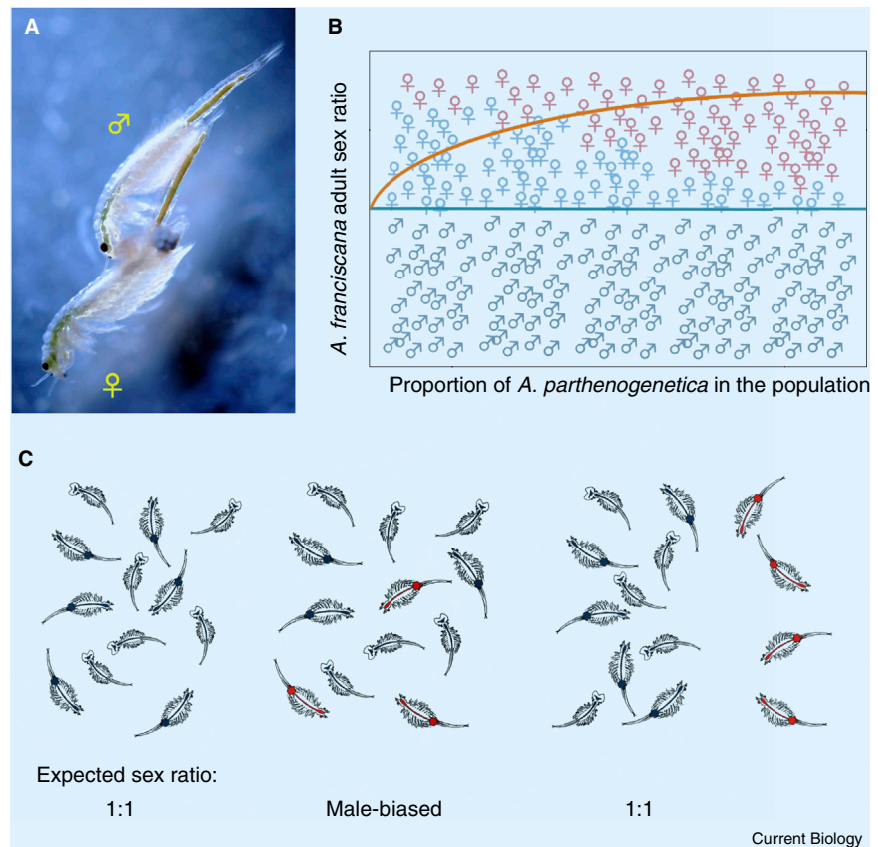 A
B
♂
♀
A. franciscana adult sex ratio
Proportion of A. parthenogenetica in the population
C
Expected sex ratio:
1:1
Male-biased
1:1
Current Biology